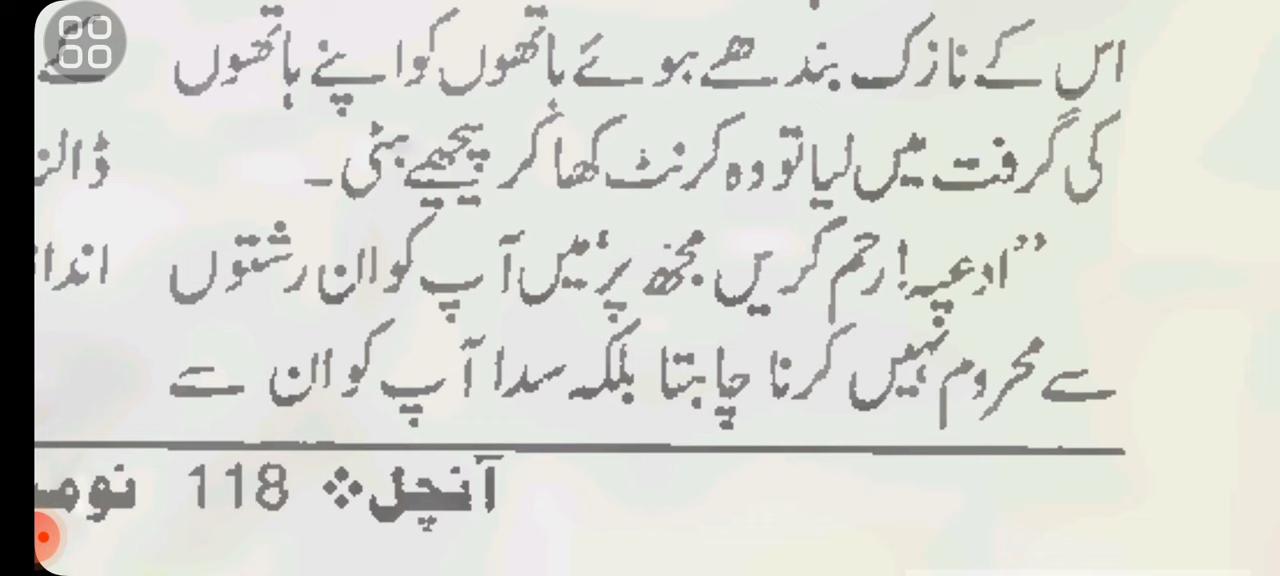 اس کے نازک بندھے ہوئے ہاتھوں کو اپنے ہاتھوں
کی گرفت میں لیا تو وہ کرنٹ کھا کر پیچھے ہٹی۔
”ادعیہ! رحم کریں مجھ پر، میں آپ کو ان رشتوں
سے محروم نہیں کرنا چاہتا بلکہ سدا آپ کو ان سے
کے
اندا
آنچل ❖ 118